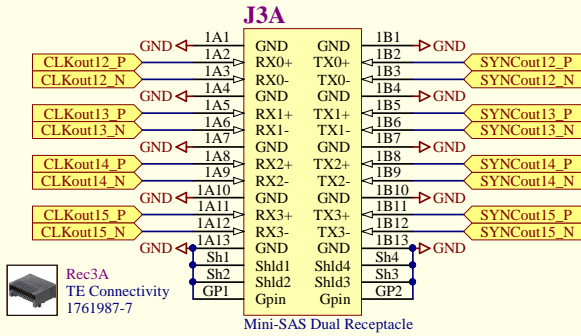 J3A
GND 1A1 GND GND 1B1 GND
CLKout12_P 1A2 RX0+ TX0+ 1B2 SYNCout12_P
CLKout12_N 1A3 RX0- TX0- 1B3 SYNCout12_N
GND 1A4 GND GND 1B4 GND
CLKout13_P 1A5 RX1+ TX1+ 1B5 SYNCout13_P
CLKout13_N 1A6 RX1- TX1- 1B6 SYNCout13_N
GND 1A7 GND GND 1B7 GND
CLKout14_P 1A8 RX2+ TX2+ 1B8 SYNCout14_P
CLKout14_N 1A9 RX2- TX2- 1B9 SYNCout14_N
GND 1A10 GND GND 1B10 GND
CLKout15_P 1A11 RX3+ TX3+ 1B11 SYNCout15_P
CLKout15_N 1A12 RX3- TX3- 1B12 SYNCout15_N
GND 1A13 GND GND 1B13 GND
Sh1 Shld1 Shld4 Sh4
Sh2 Shld2 Shld3 Sh3
GP1 Gpin Gpin GP2
Rec3A
TE Connectivity
1761987-7
Mini-SAS Dual Receptacle